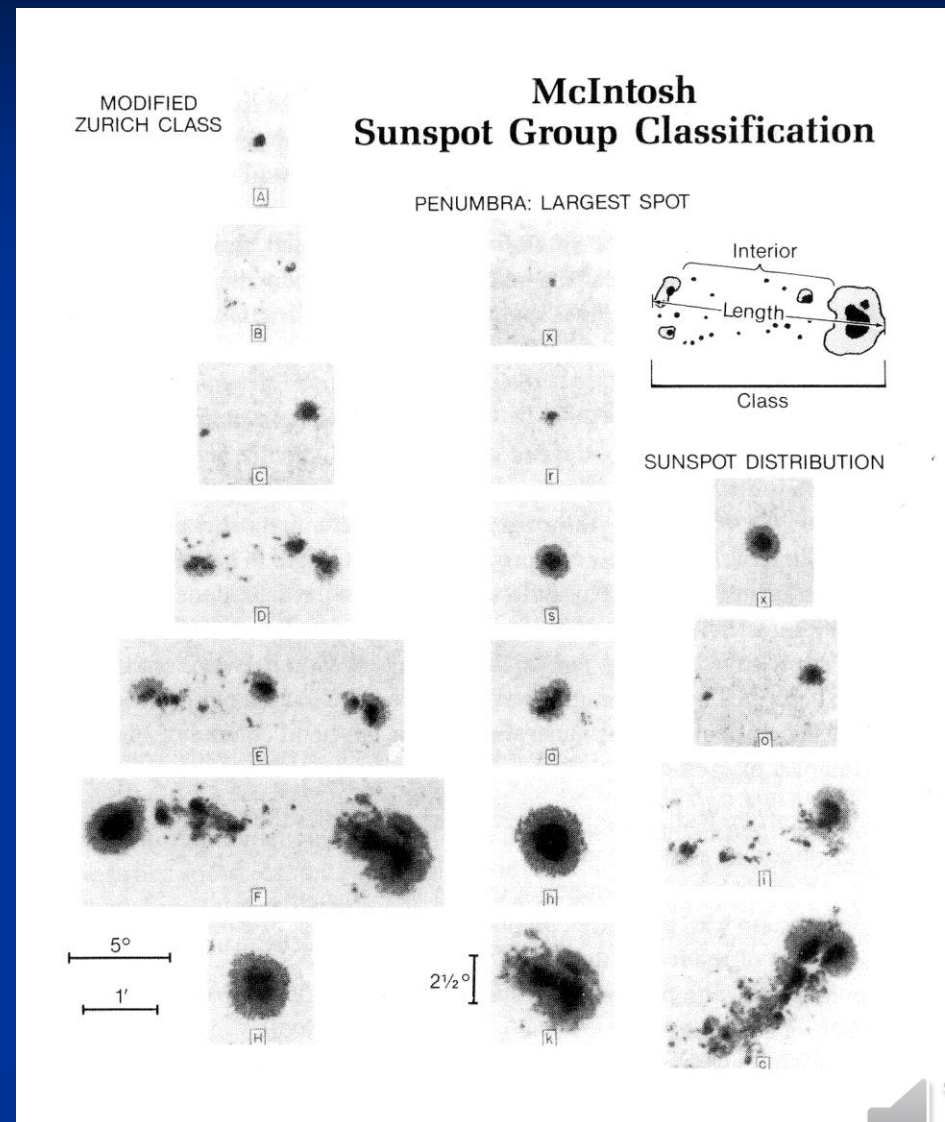 McIntosh
Sunspot Group Classification
MODIFIED
ZURICH CLASS
A
B
C
D
E
F
H
5°
1'
PENUMBRA: LARGEST SPOT
x
r
s
a
h
k
2½°
Interior
Length
Class
SUNSPOT DISTRIBUTION
x
o
i
c